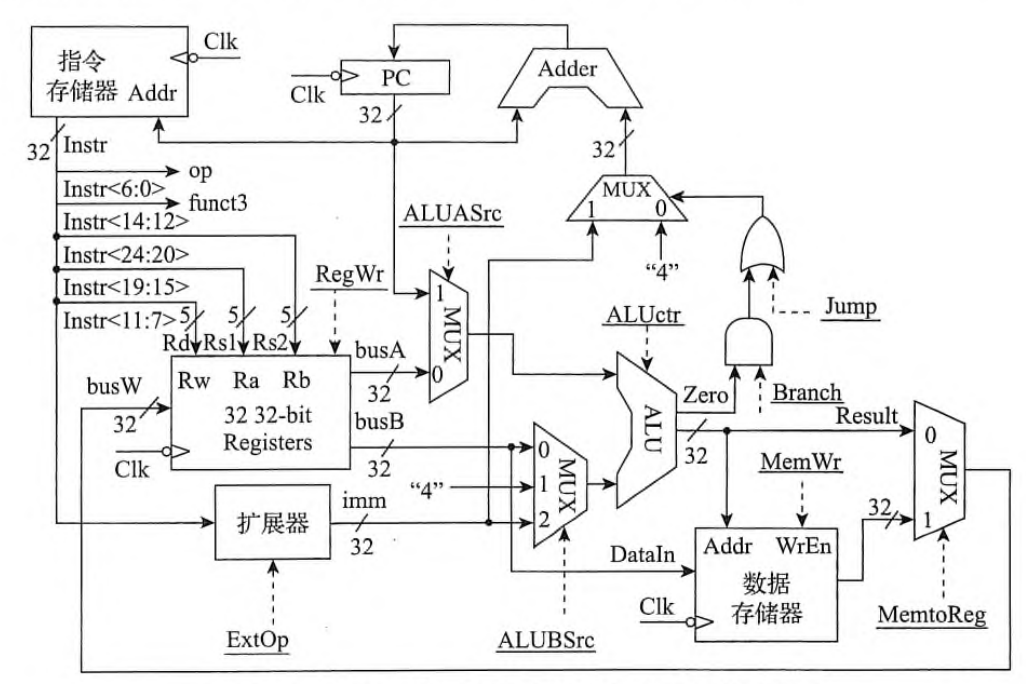 指令
存储器 Addr
Clk
PC
Clk
32
Adder
32
Instr
op
Instr<6:0>
funct3
Instr<14:12>
Instr<24:20>
Instr<19:15>
Instr<11:7>
5
5
5
32
MUX
1
0
“4”
ALUASrc
RegWr
1
MUX
0
Rd
Rs1
Rs2
Rw
Ra
Rb
32 32-bit
Registers
busW
32
Clk
busA
32
busB
32
ALUctr
Zero
ALU
32
Jump
Branch
Result
MemWr
0
MUX
1
“4”
0
1
2
MUX
扩展器
imm
32
ExtOp
ALUBSrc
DataIn
Addr
WrEn
数据
存储器
Clk
32
MemtoReg